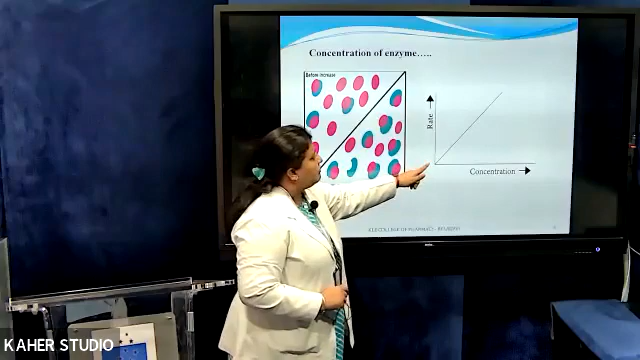 Concentration of enzyme.....
Before increase
Rate
Concentration
KAHER STUDIO